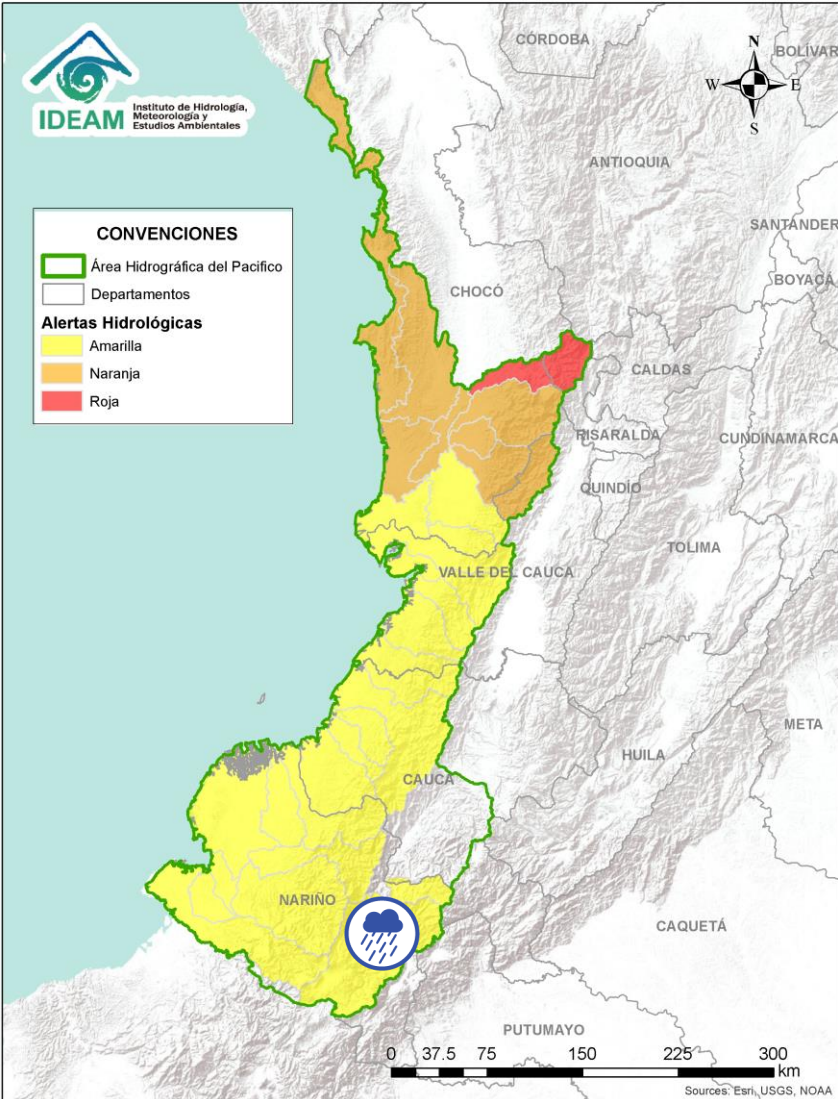 IDEAM
Instituto de Hidrología,
Meteorología y
Estudios Ambientales
CÓRDOBA
BOLÍVAR
N
W
E
S
ANTIOQUIA
SANTANDER
BOYACÁ
CONVENCIONES
Área Hidrográfica del Pacifico
Departamentos
Alertas Hidrológicas
Amarilla
Naranja
Roja
CHOCÓ
CALDAS
RISARALDA
CUNDINAMARCA
QUINDÍO
TOLIMA
VALLE DEL CAUCA
META
HUILA
CAUCA
NARIÑO
CAQUETÁ
PUTUMAYO
0 37.5 75 150 225 300
km
Sources: Esri, USGS, NOAA